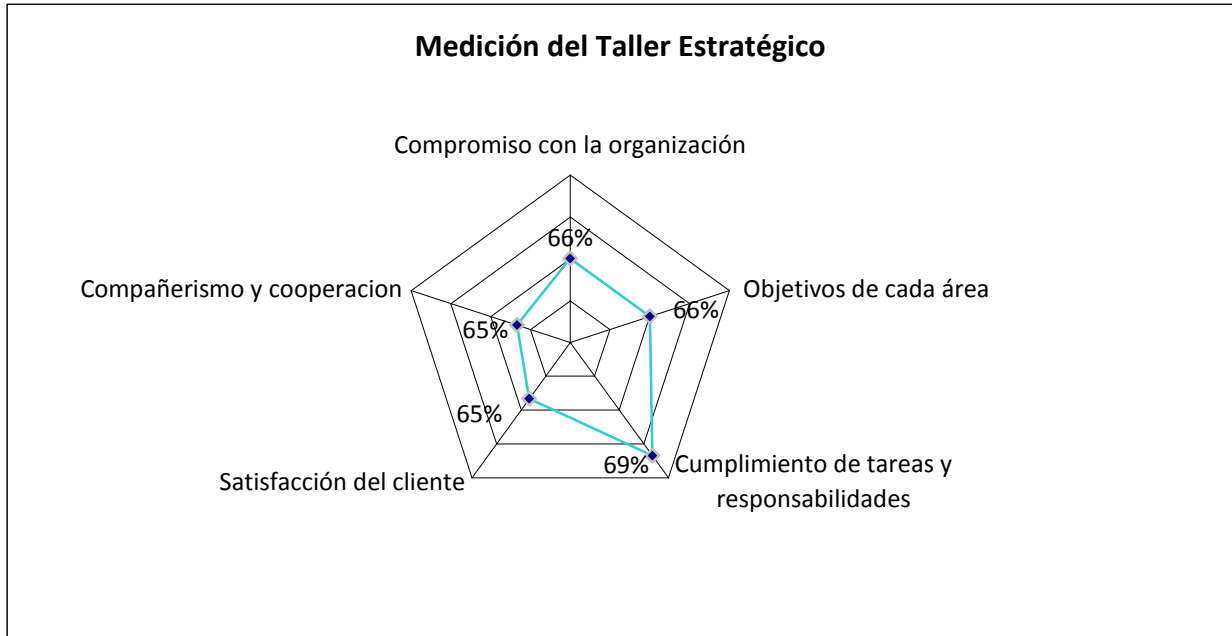 Medición del Taller Estratégico
Compromiso con la organización
66%
Compañerismo y cooperacion
Objetivos de cada área
66%
65%
65%
69%
Cumplimiento de tareas y
responsabilidades
Satisfacción del cliente